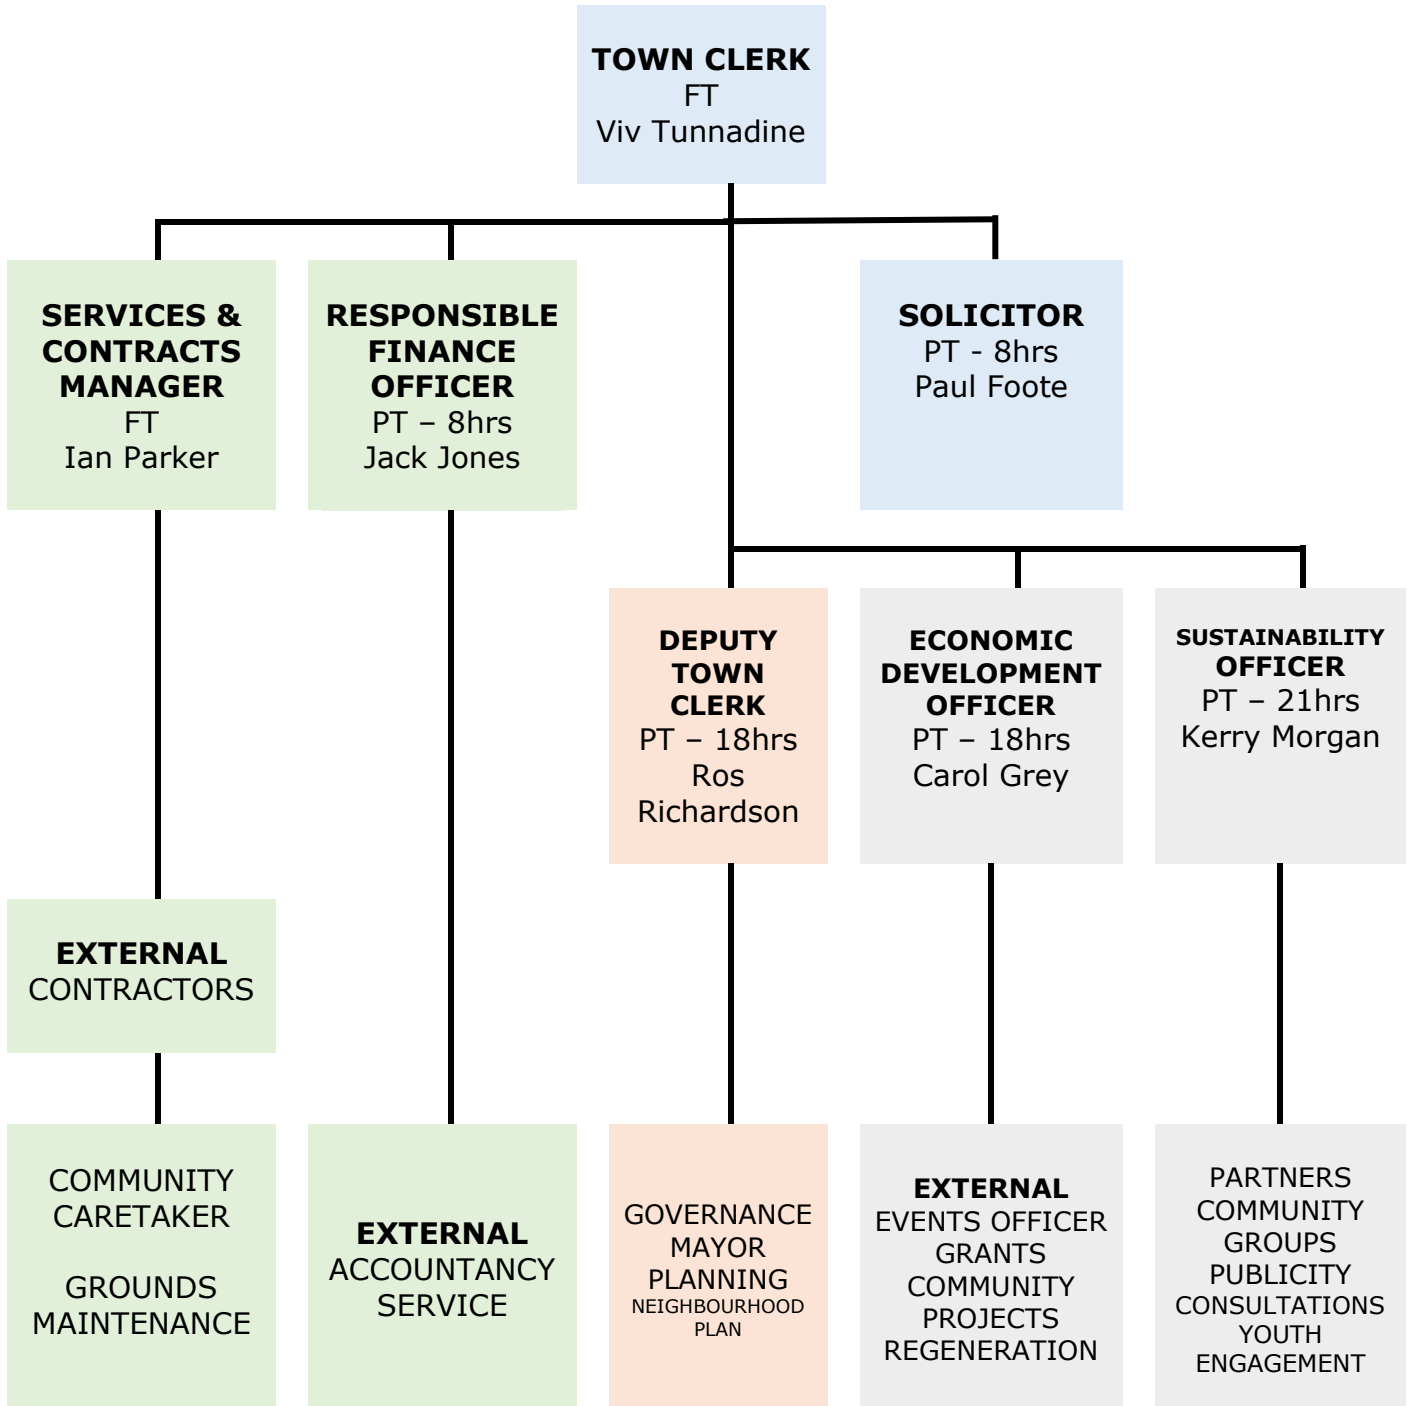 TOWN CLERK
FT
Viv Tunnadine
SERVICES &
CONTRACTS
MANAGER
FT
Ian Parker
RESPONSIBLE
FINANCE
OFFICER
PT – 8hrs
Jack Jones
SOLICITOR
PT - 8hrs
Paul Foote
DEPUTY
TOWN
CLERK
PT – 18hrs
Ros
Richardson
ECONOMIC
DEVELOPMENT
OFFICER
PT – 18hrs
Carol Grey
SUSTAINABILITY
OFFICER
PT – 21hrs
Kerry Morgan
EXTERNAL
CONTRACTORS
COMMUNITY
CARETAKER
GROUNDS
MAINTENANCE
EXTERNAL
ACCOUNTANCY
SERVICE
GOVERNANCE
MAYOR
PLANNING
NEIGHBOURHOOD
PLAN
EXTERNAL
EVENTS OFFICER
GRANTS
COMMUNITY
PROJECTS
REGENERATION
PARTNERS
COMMUNITY
GROUPS
PUBLICITY
CONSULTATIONS
YOUTH
ENGAGEMENT